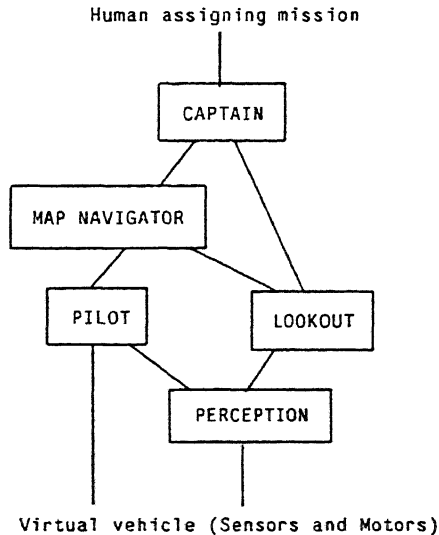 Human assigning mission
CAPTAIN
MAP NAVIGATOR
PILOT
LOOKOUT
PERCEPTION
Virtual vehicle (Sensors and Motors)